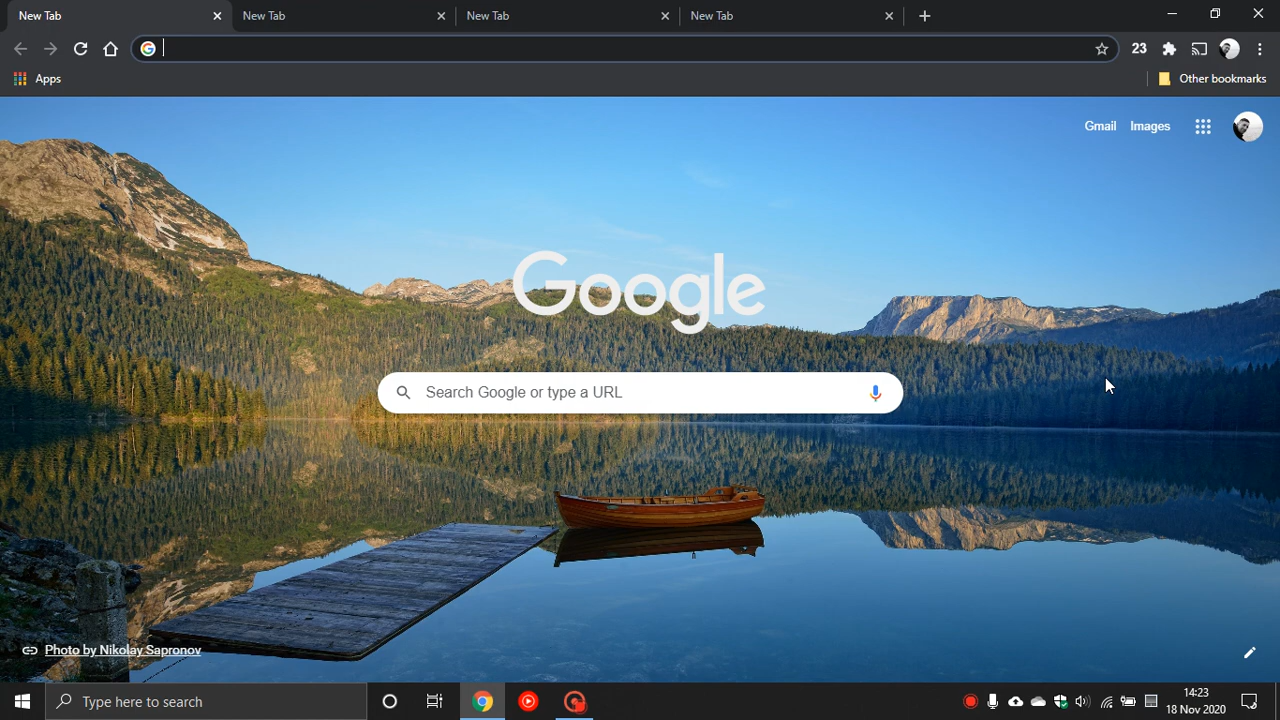 New Tab New Tab New Tab New Tab
23
Apps Other bookmarks
Gmail Images
Google
Search Google or type a URL
Photo by Nikolay Sapronov
Type here to search
14:23
18 Nov 2020